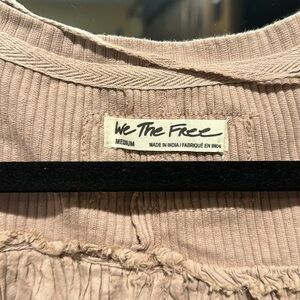 We The Free
MEDIUM MADE IN INDIA / FABRIQUÉ EN INDE